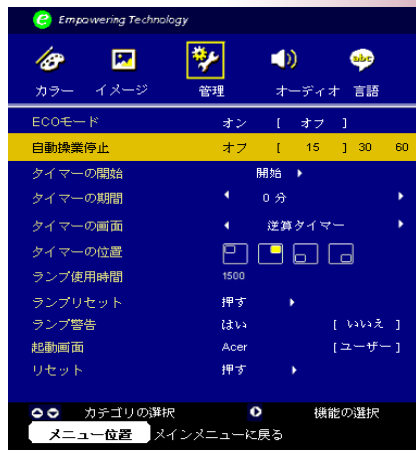 Empowering Technology
カラー イメージ 管理 オーディオ 言語
ECOモード オン [ オフ ]
自動操業停止 オフ [ 15 ] 30 60
タイマーの開始 開始
タイマーの期間 0 分
タイマーの画面 逆算タイマー
タイマーの位置
ランプ使用時間 1500
ランプリセット 押す
ランプ警告 はい [ いいえ ]
起動画面 Acer [ ユーザー ]
リセット 押す
カテゴリの選択 機能の選択
メニュー位置 メインメニューに戻る